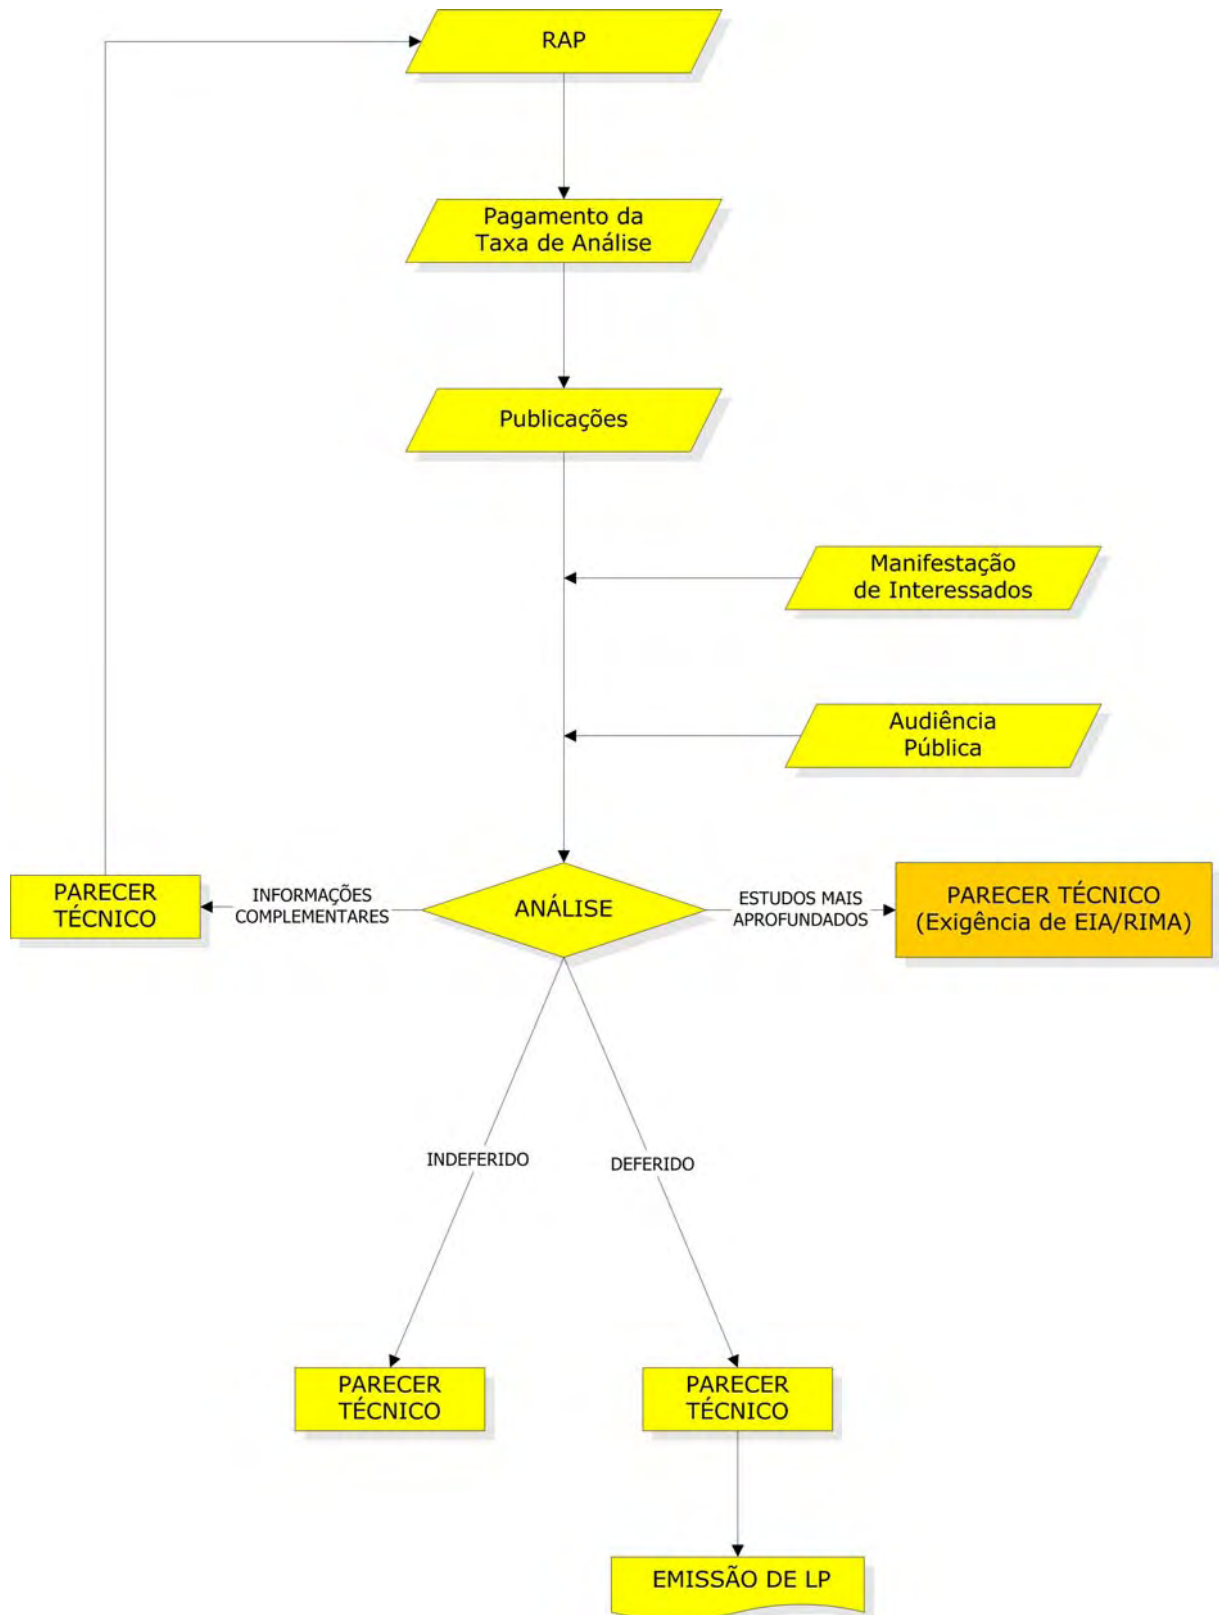 RAP
Pagamento da
Taxa de Análise
Publicações
Manifestação
de Interessados
Audiência
Pública
PARECER
TÉCNICO
INFORMAÇÕES
COMPLEMENTARES
ANÁLISE
ESTUDOS MAIS
APROFUNDADOS
PARECER TÉCNICO
(Exigência de EIA/RIMA)
INDEFERIDO
DEFERIDO
PARECER
TÉCNICO
PARECER
TÉCNICO
EMISSÃO DE LP